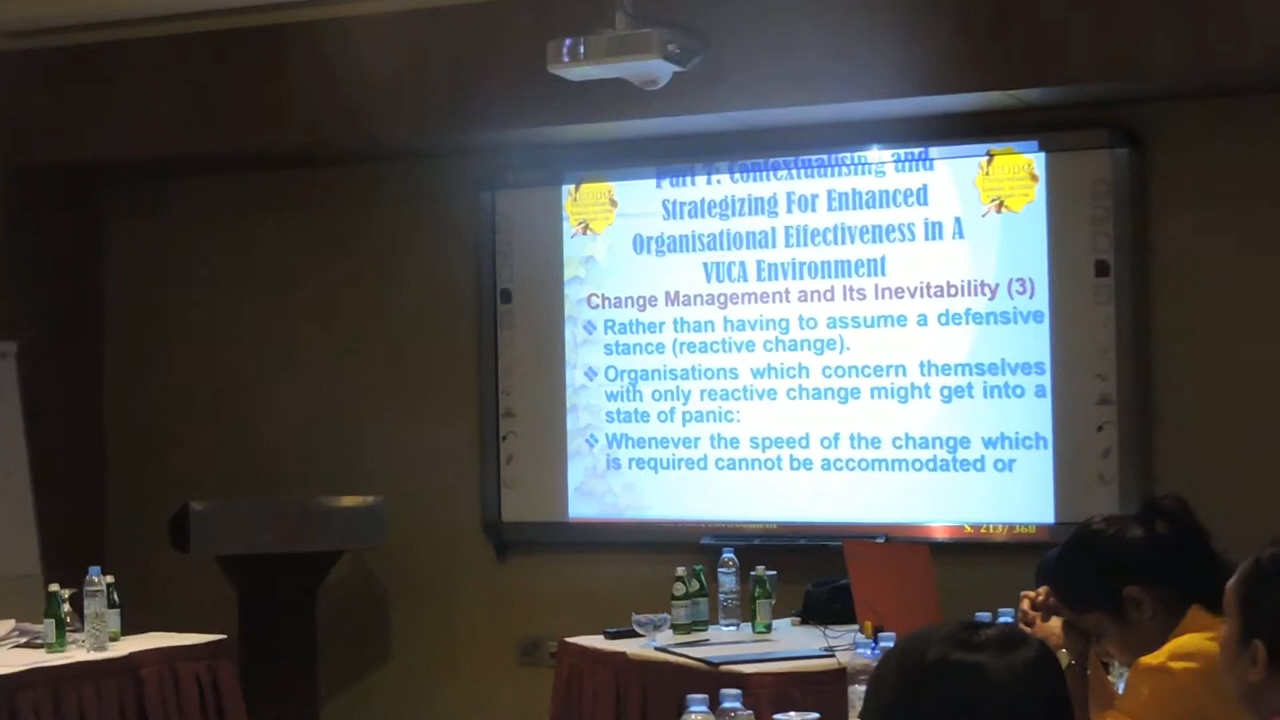 Part 1: Contextualising and
Strategizing For Enhanced
Organisational Effectiveness in A
VUCA Environment
Change Management and Its Inevitability (3)
❖ Rather than having to assume a defensive
stance (reactive change).
❖ Organisations which concern themselves
with only reactive change might get into a
state of panic:
❖ Whenever the speed of the change which
is required cannot be accommodated or
S. 213/ 360